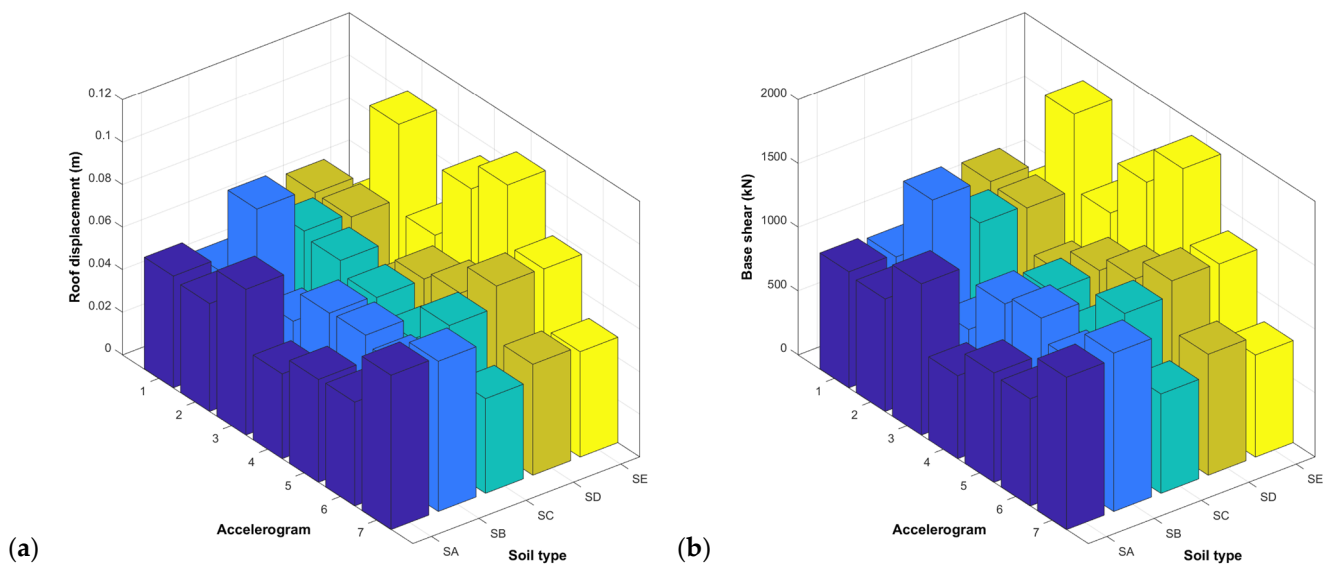 0.12
0.1
0.08
0.06
0.04
0.02
0
Roof displacement (m)
1
2
3
4
5
6
7
Accelerogram
SA
SB
SC
SD
SE
Soil type
(a)
2000
1500
1000
500
0
Base shear (kN)
1
2
3
4
5
6
7
Accelerogram
SA
SB
SC
SD
SE
Soil type
(b)